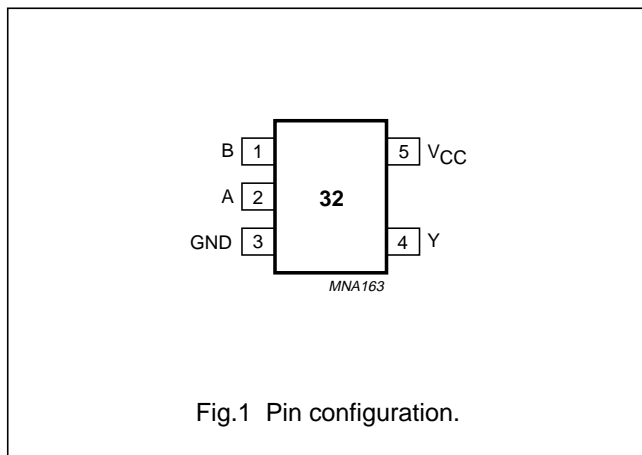 B 1 5 VCC
A 2 32
GND 3 4 Y
MNA163
Fig.1 Pin configuration.